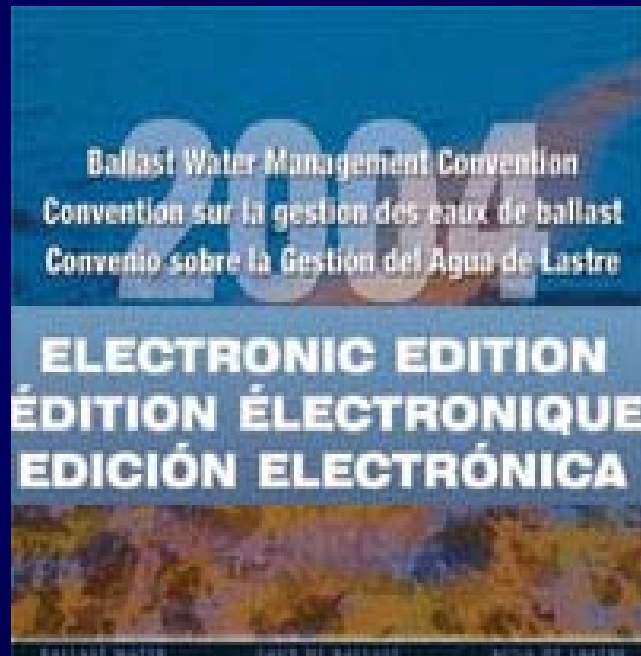 2004
Ballast Water Management Convention
Convention sur la gestion des eaux de ballast
Convenio sobre la Gestión del Agua de Lastre
ELECTRONIC EDITION
ÉDITION ÉLECTRONIQUE
EDICIÓN ELECTRÓNICA